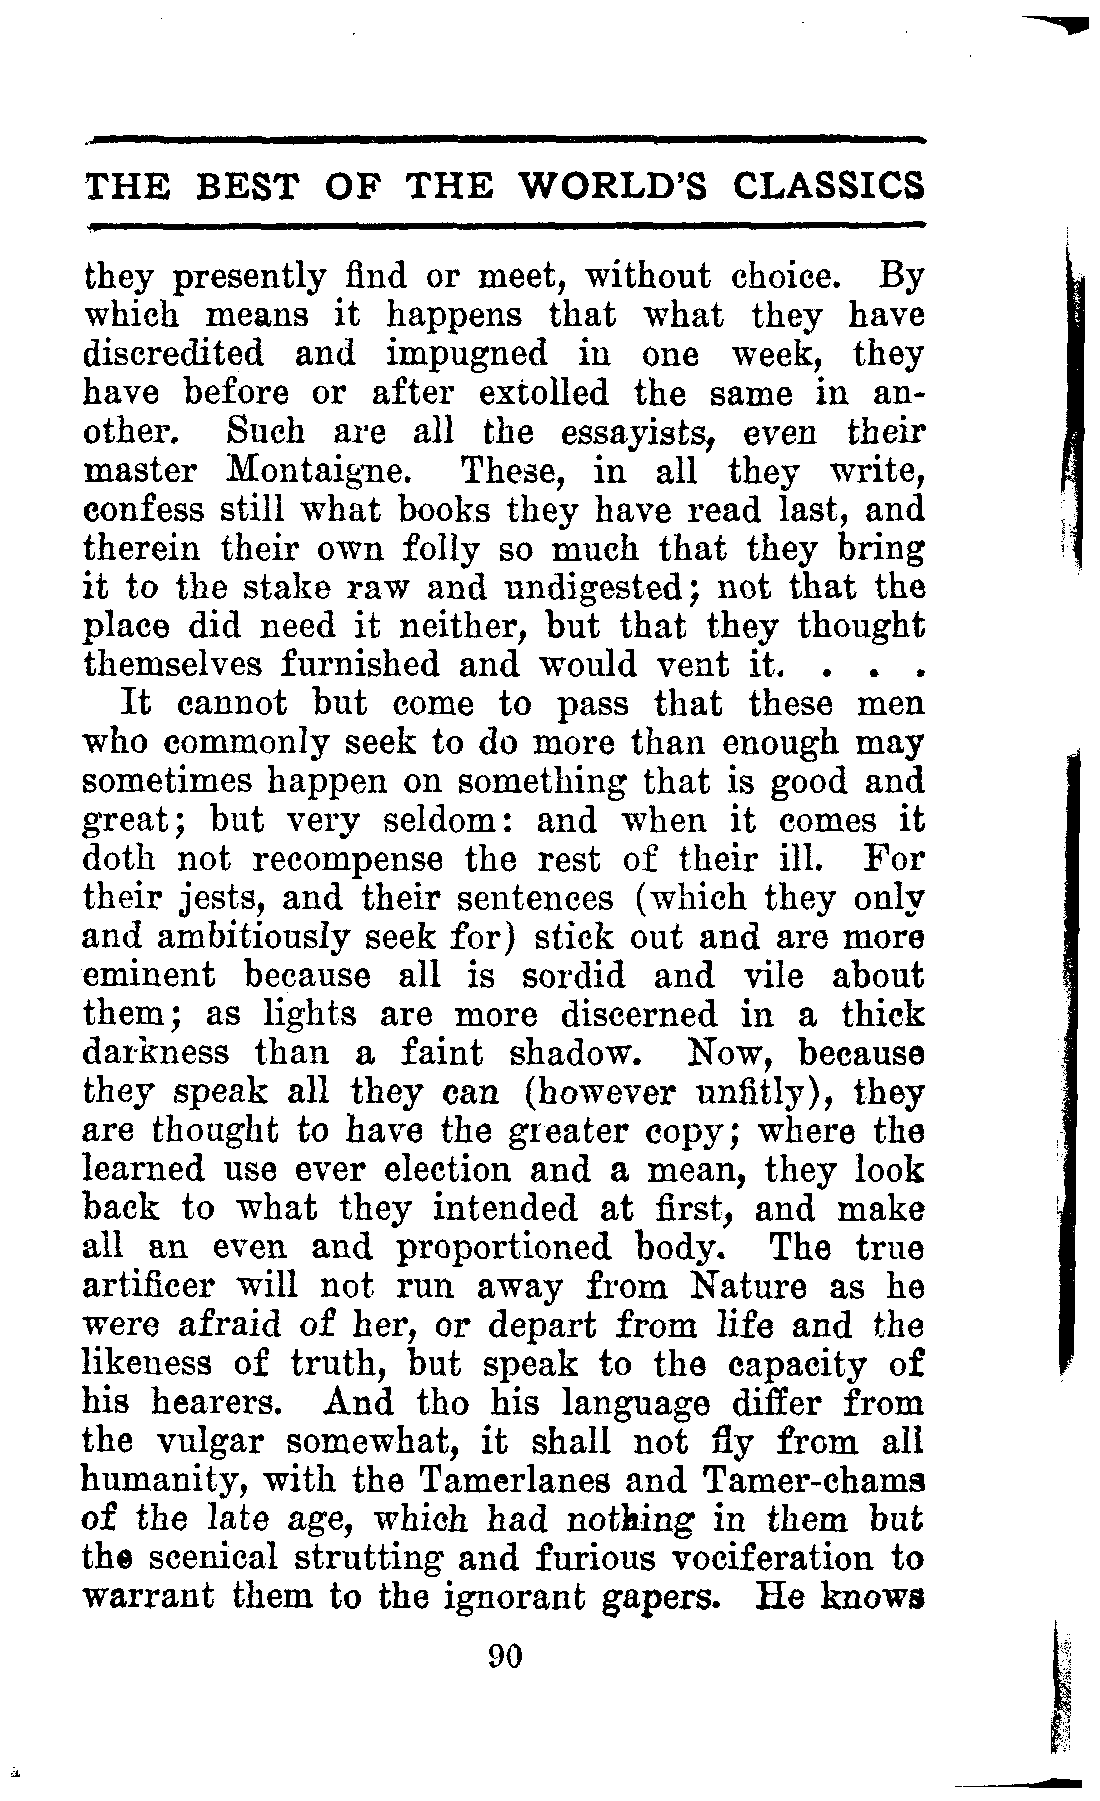 THE BEST OF THE WORLD'S CLASSICS
they presently find or meet, without choice. By
which means it happens that what they have
discredited and impugned in one week, they
have before or after extolled the same in an-
other. Such are all the essayists, even their
master Montaigne. These, in all they write,
confess still what books they have read last, and
therein their own folly so much that they bring
it to the stake raw and undigested; not that the
place did need it neither, but that they thought
themselves furnished and would vent it. . . .
It cannot but come to pass that these men
who commonly seek to do more than enough may
sometimes happen on something that is good and
great; but very seldom: and when it comes it
doth not recompense the rest of their ill. For
their jests, and their sentences (which they only
and ambitiously seek for) stick out and are more
eminent because all is sordid and vile about
them; as lights are more discerned in a thick
darkness than a faint shadow. Now, because
they speak all they can (however unfitly), they
are thought to have the greater copy; where the
learned use ever election and a mean, they look
back to what they intended at first, and make
all an even and proportioned body. The true
artificer will not run away from Nature as he
were afraid of her, or depart from life and the
likeness of truth, but speak to the capacity of
his hearers. And tho his language differ from
the vulgar somewhat, it shall not fly from all
humanity, with the Tamerlanes and Tamer-chams
of the late age, which had nothing in them but
the scenical strutting and furious vociferation to
warrant them to the ignorant gapers. He knows
90